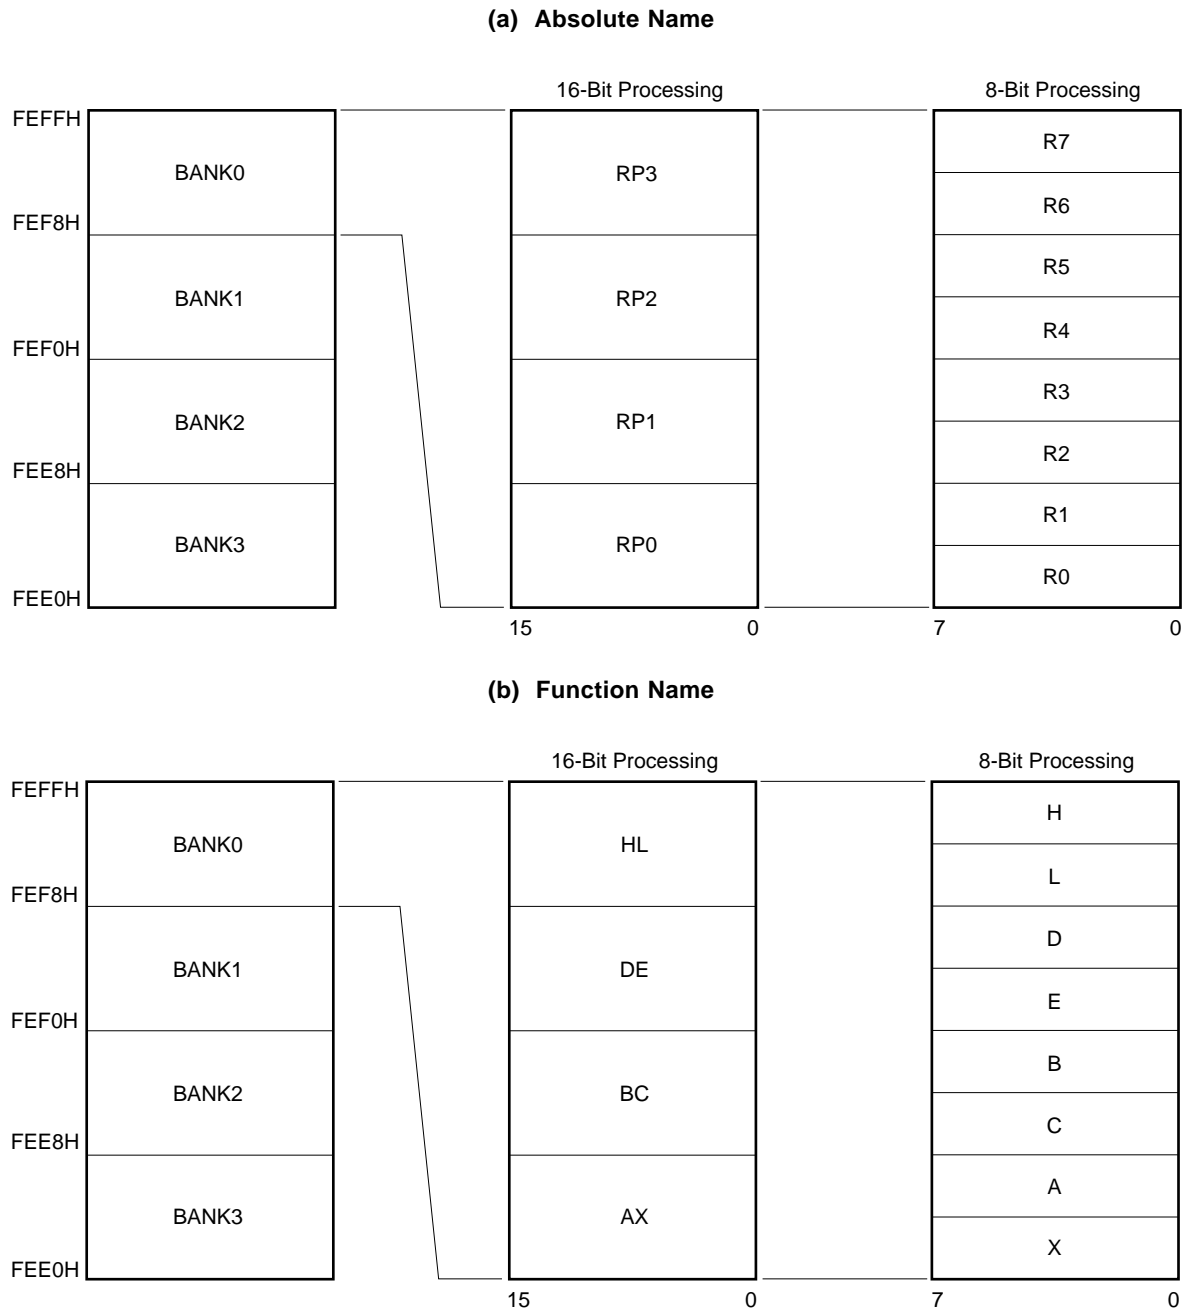 (a) Absolute Name
16-Bit Processing
8-Bit Processing
FEFFH
BANK0
FEF8H
BANK1
FEF0H
BANK2
FEE8H
BANK3
FEE0H
RP3
RP2
RP1
RP0
15 0
R7
R6
R5
R4
R3
R2
R1
R0
7 0
(b) Function Name
16-Bit Processing
8-Bit Processing
FEFFH
BANK0
FEF8H
BANK1
FEF0H
BANK2
FEE8H
BANK3
FEE0H
HL
DE
BC
AX
15 0
H
L
D
E
B
C
A
X
7 0